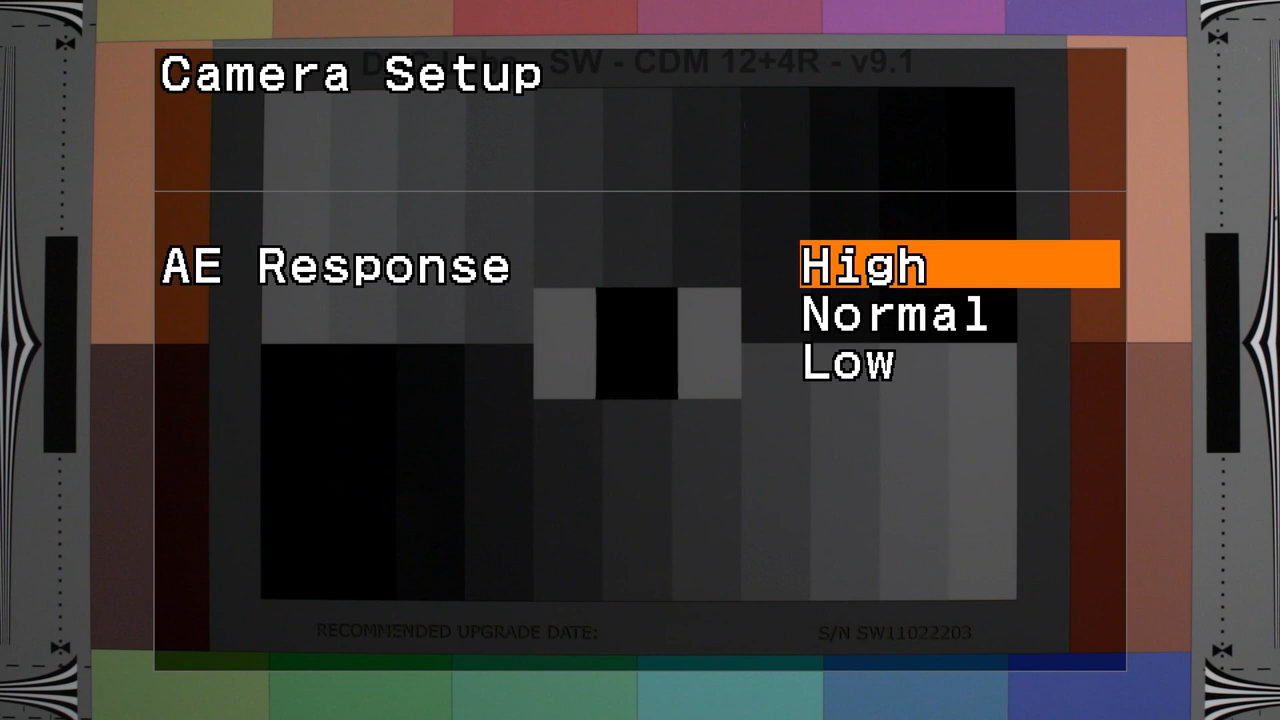 Camera Setup
SW - CDM 12+4R - v9.1
AE Response
High
Normal
Low
RECOMMENDED UPGRADE DATE:
S/N SW11022203